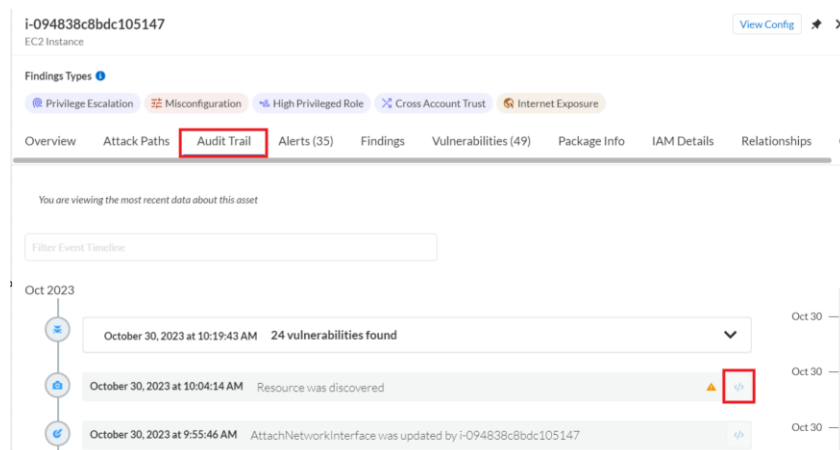 i-094838c8bdc105147
View Config
EC2 Instance
Findings Types
Privilege Escalation Misconfiguration High Privileged Role Cross Account Trust Internet Exposure
Overview Attack Paths Audit Trail Alerts (35) Findings Vulnerabilities (49) Package Info IAM Details Relationships
You are viewing the most recent data about this asset
Filter Event Timeline
Oct 2023
Oct 30
October 30, 2023 at 10:19:43 AM 24 vulnerabilities found
Oct 30
October 30, 2023 at 10:04:14 AM Resource was discovered </>
Oct 30
October 30, 2023 at 9:55:46 AM AttachNetworkInterface was updated by i-094838c8bdc105147 </>